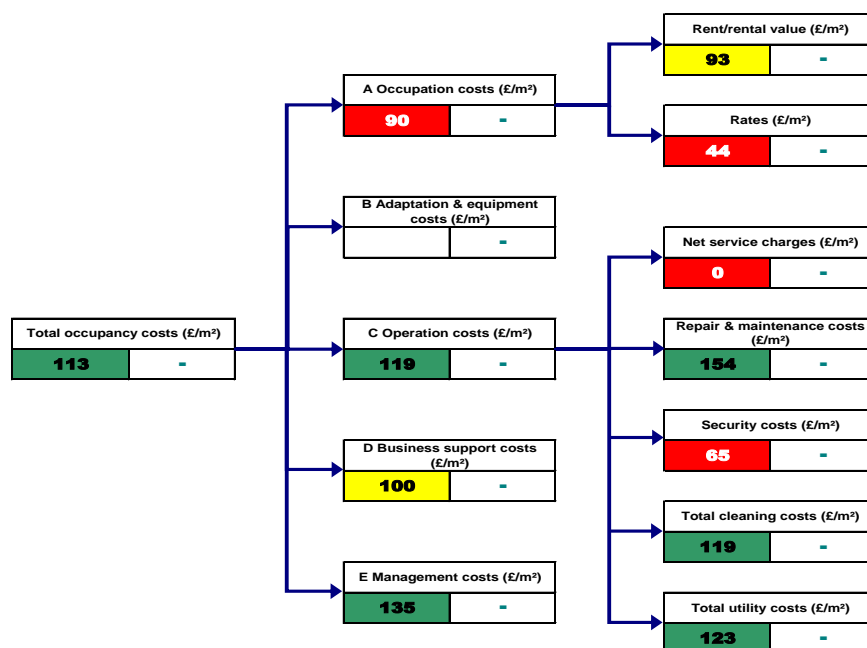 Rent/rental value (£/m²)
93 -
A Occupation costs (£/m²)
90 -
Rates (£/m²)
44 -
B Adaptation & equipment
costs (£/m²)
-
Net service charges (£/m²)
0 -
Total occupancy costs (£/m²)
113 -
C Operation costs (£/m²)
119 -
Repair & maintenance costs
(£/m²)
154 -
Security costs (£/m²)
65 -
D Business support costs
(£/m²)
100 -
Total cleaning costs (£/m²)
119 -
E Management costs (£/m²)
135 -
Total utility costs (£/m²)
123 -